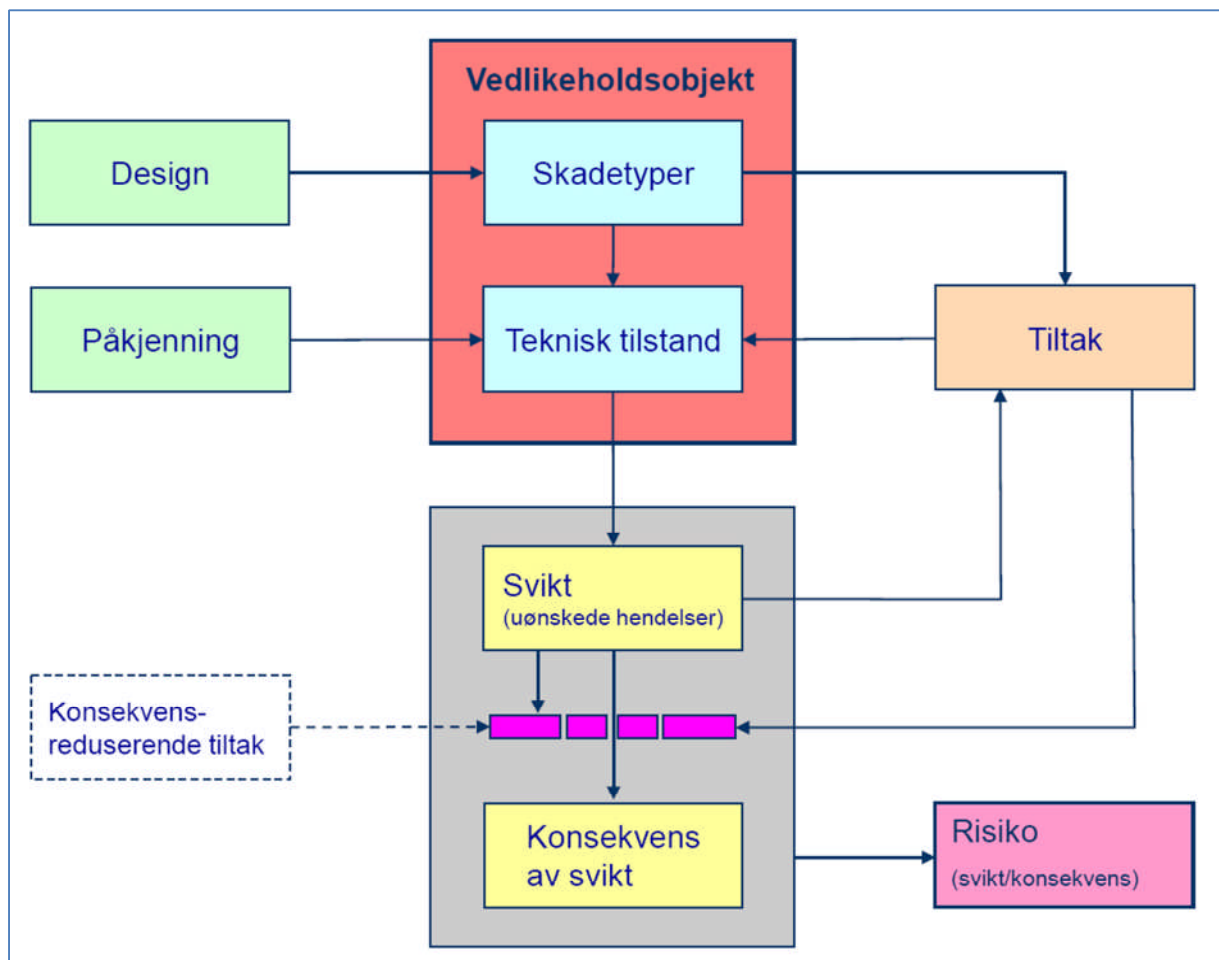 Vedlikeholdsobjekt
Design
Skadetyper
Påkjenning
Teknisk tilstand
Tiltak
Svikt
(uønskede hendelser)
Konsekvens-
reduserende tiltak
Konsekvens
av svikt
Risiko
(svikt/konsekvens)